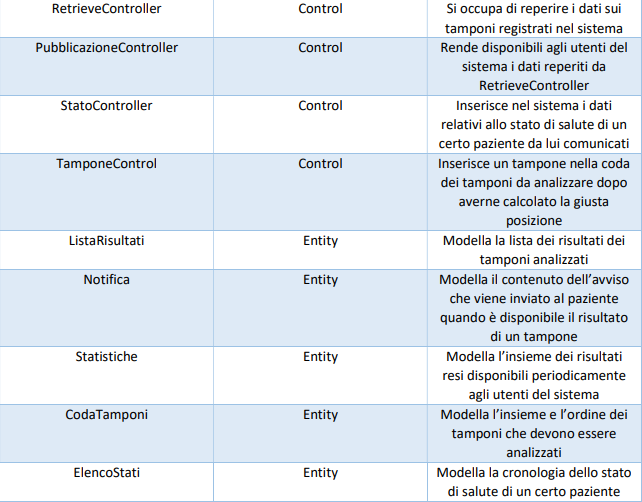 RetrieveController Control Si occupa di reperire i dati sui
tamponi registrati nel sistema
PubblicazioneController Control Rende disponibili agli utenti del
sistema i dati reperiti da
RetrieveController
StatoController Control Inserisce nel sistema i dati
relativi allo stato di salute di un
certo paziente da lui comunicati
TamponeControl Control Inserisce un tampone nella coda
dei tamponi da analizzare dopo
averne calcolato la giusta
posizione
ListaRisultati Entity Modella la lista dei risultati dei
tamponi analizzati
Notifica Entity Modella il contenuto dell’avviso
che viene inviato al paziente
quando è disponibile il risultato
di un tampone
Statistiche Entity Modella l’insieme dei risultati
resi disponibili periodicamente
agli utenti del sistema
CodaTamponi Entity Modella l’insieme e l’ordine dei
tamponi che devono essere
analizzati
ElencoStati Entity Modella la cronologia dello stato
di salute di un certo paziente